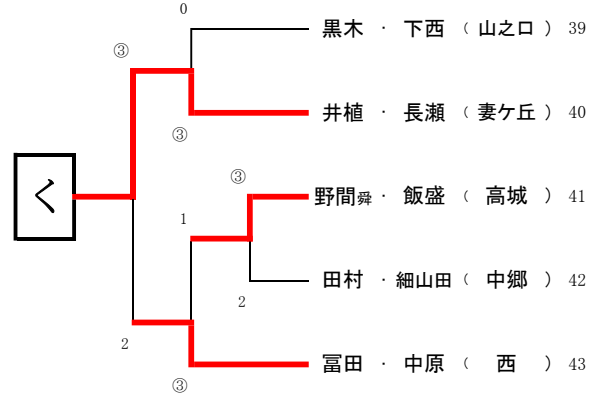 0
黒木 ・ 下西 （ 山之口 ） 39
③
井植 ・ 長瀬 （ 妻ケ丘 ） 40
③
③
野間舜 ・ 飯盛 （ 高城 ） 41
く
1
田村 ・ 細山田 （ 中郷 ） 42
2
2
冨田 ・ 中原 （ 西 ） 43
③